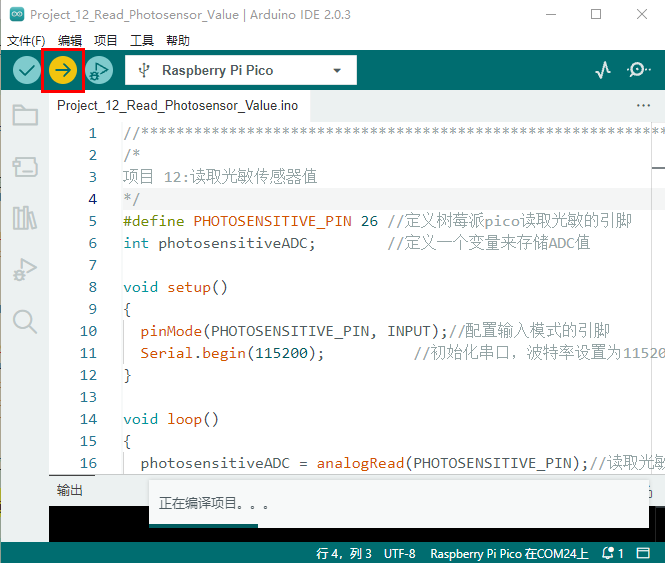 Project_12_Read_Photosensor_Value | Arduino IDE 2.0.3
文件(F) 编辑 项目 工具 帮助
Raspberry Pi Pico
Project_12_Read_Photosensor_Value.ino
1 //************************************************************
2 /*
3 项目 12:读取光敏传感器值
4 */
5 #define PHOTOSENSITIVE_PIN 26 //定义树莓派pico读取光敏的引脚
6 int photosensitiveADC; //定义一个变量来存储ADC值
7
8 void setup()
9 {
10 pinMode(PHOTOSENSITIVE_PIN, INPUT);//配置输入模式的引脚
11 Serial.begin(115200); //初始化串口，波特率设置为11520
12 }
13
14 void loop()
15 {
16 photosensitiveADC = analogRead(PHOTOSENSITIVE_PIN);//读取光敏
输出
正在编译项目。。。
行 4，列 3 UTF-8 Raspberry Pi Pico 在COM24上 1